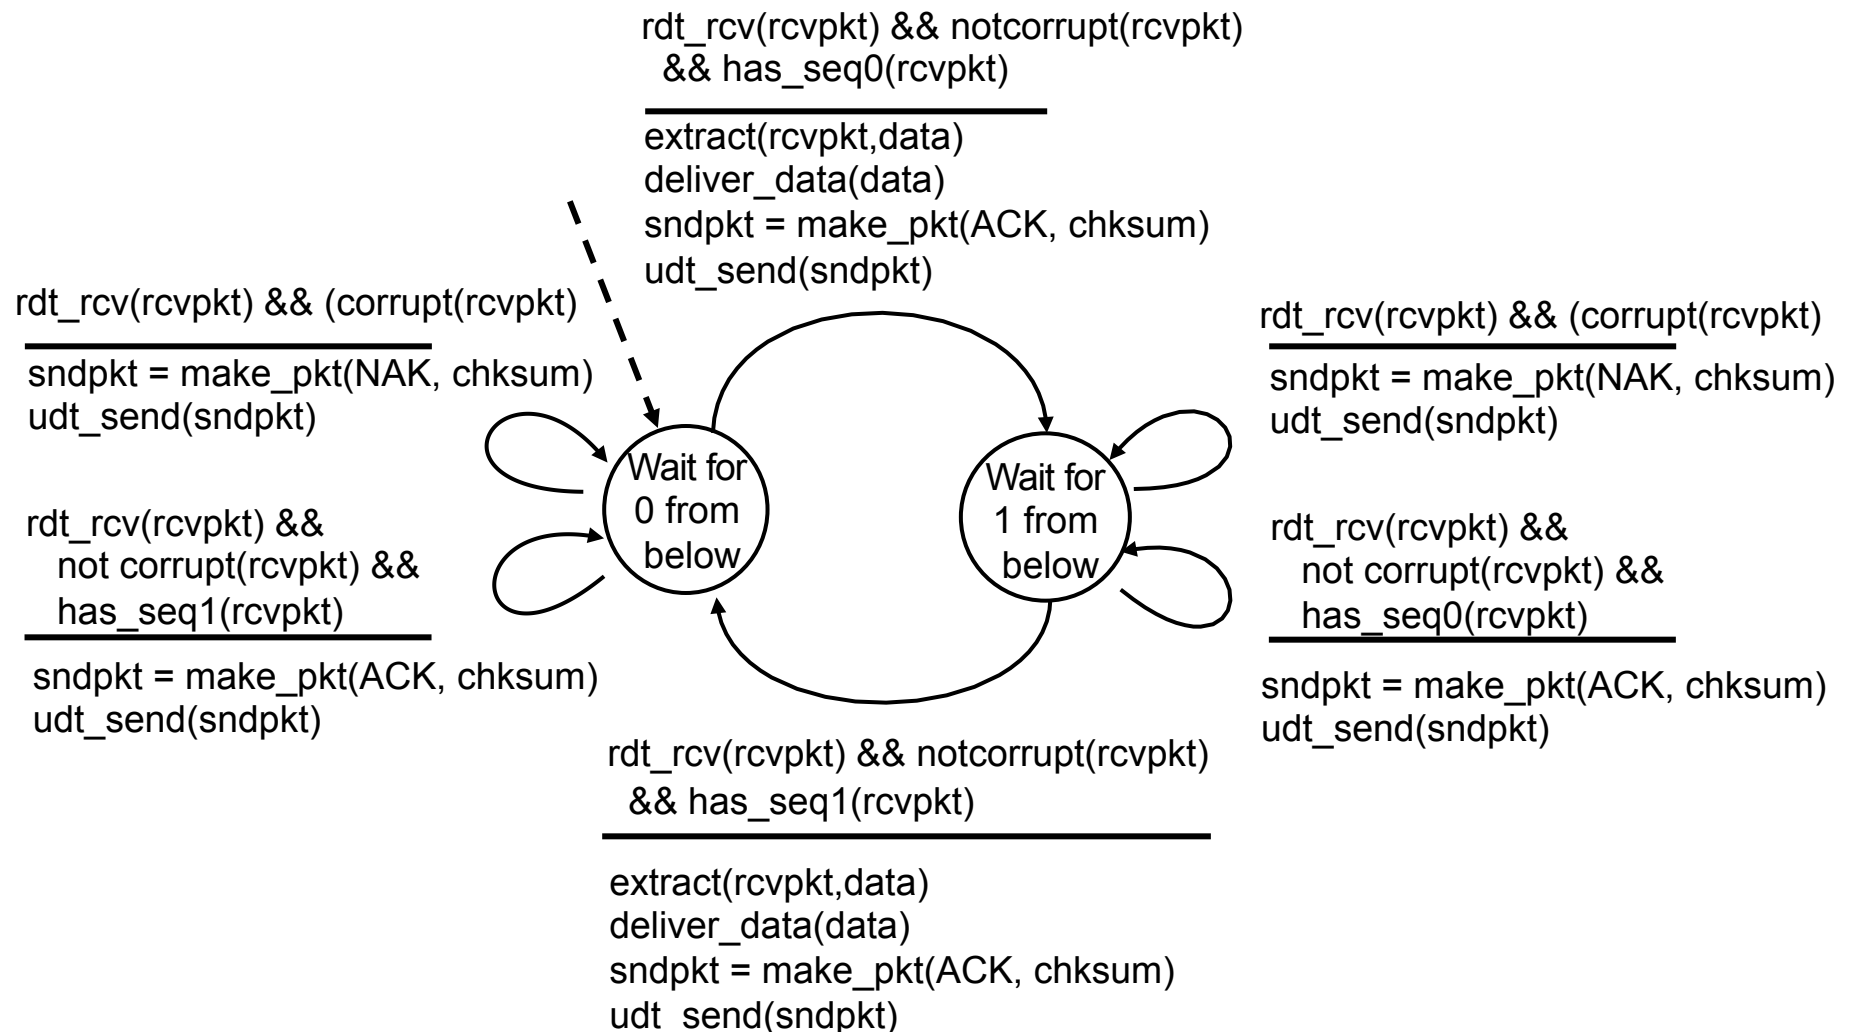 rdt_rcv(rcvpkt) && notcorrupt(rcvpkt)
&& has_seq0(rcvpkt)
extract(rcvpkt,data)
deliver_data(data)
sndpkt = make_pkt(ACK, chksum)
udt_send(sndpkt)
rdt_rcv(rcvpkt) && (corrupt(rcvpkt)
sndpkt = make_pkt(NAK, chksum)
udt_send(sndpkt)
rdt_rcv(rcvpkt) &&
not corrupt(rcvpkt) &&
has_seq1(rcvpkt)
sndpkt = make_pkt(ACK, chksum)
udt_send(sndpkt)
Wait for
0 from
below
Wait for
1 from
below
rdt_rcv(rcvpkt) && (corrupt(rcvpkt)
sndpkt = make_pkt(NAK, chksum)
udt_send(sndpkt)
rdt_rcv(rcvpkt) &&
not corrupt(rcvpkt) &&
has_seq0(rcvpkt)
sndpkt = make_pkt(ACK, chksum)
udt_send(sndpkt)
rdt_rcv(rcvpkt) && notcorrupt(rcvpkt)
&& has_seq1(rcvpkt)
extract(rcvpkt,data)
deliver_data(data)
sndpkt = make_pkt(ACK, chksum)
udt_send(sndpkt)